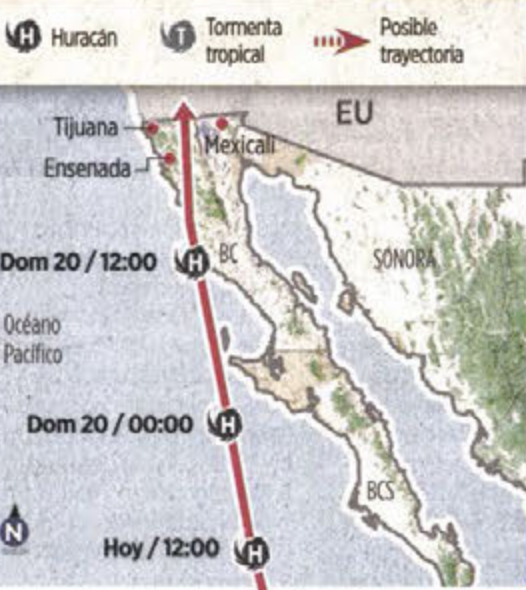 H Huracán
T Tormenta
tropical
Posible
trayectoria
EU
Tijuana
Mexicali
Ensenada
Dom 20 / 12:00
H
BC
SONORA
Océano
Pacífico
Dom 20 / 00:00
H
BCS
N
Hoy / 12:00
H